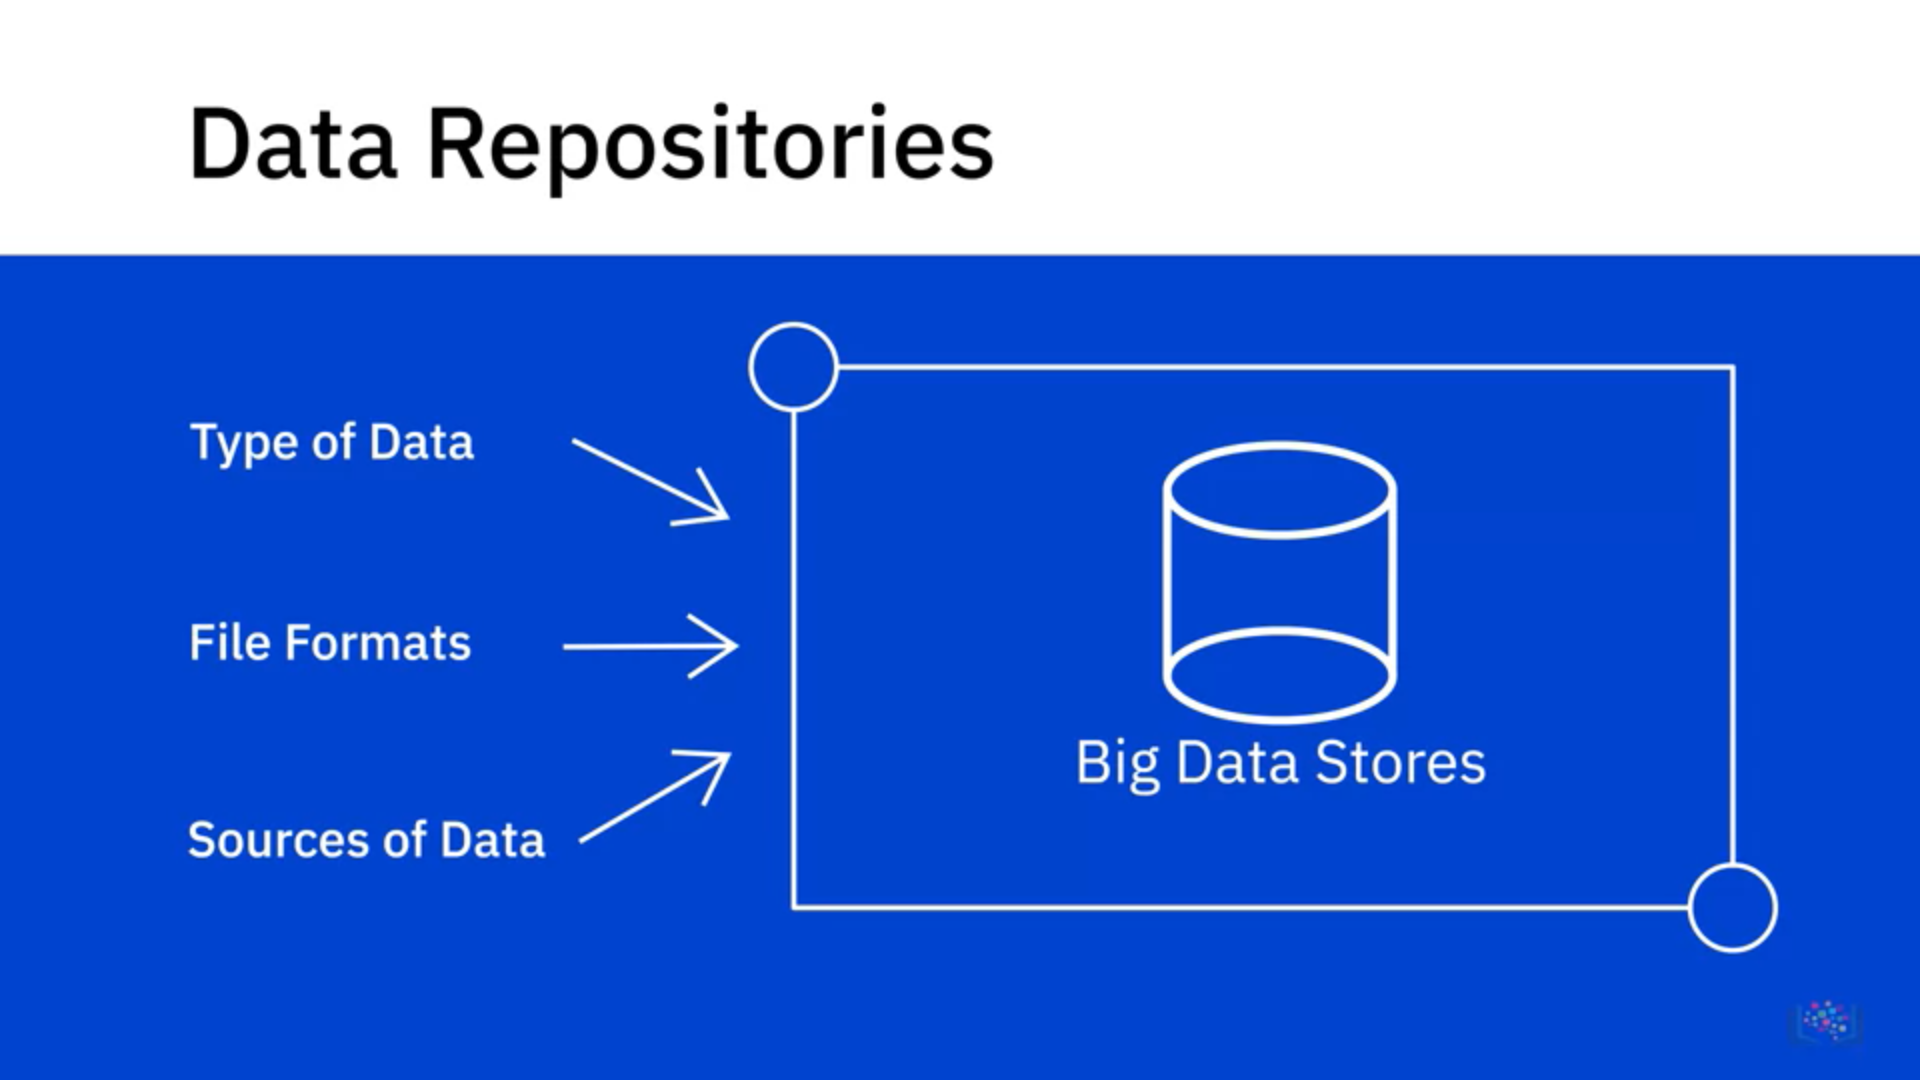 Data Repositories
Type of Data
File Formats
Sources of Data
Big Data Stores